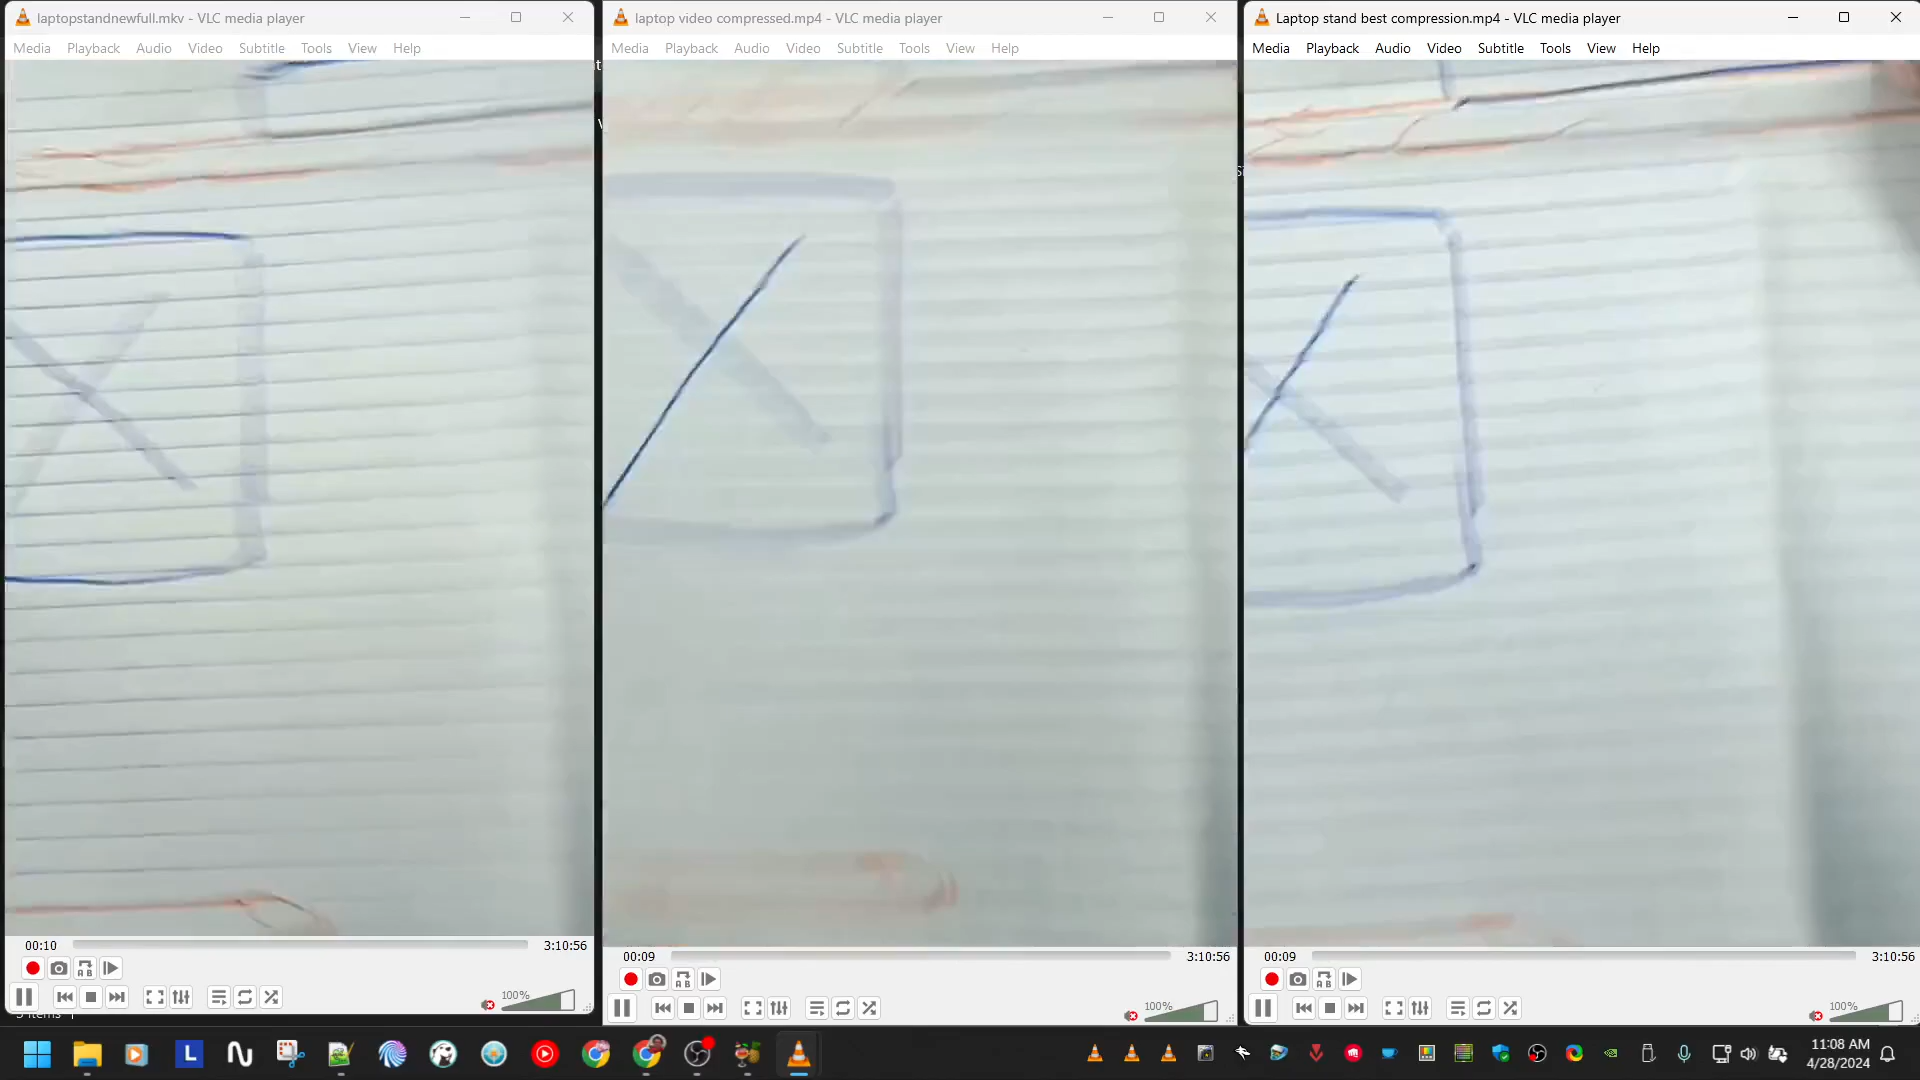 laptopstandnewfull.mkv - VLC media player
Media Playback Audio Video Subtitle Tools View Help
00:10 3:10:56
100%
laptop video compressed.mp4 - VLC media player
Media Playback Audio Video Subtitle Tools View Help
00:09 3:10:56
100%
Laptop stand best compression.mp4 - VLC media player
Media Playback Audio Video Subtitle Tools View Help
00:09 3:10:56
100%
11:08 AM
4/28/2024